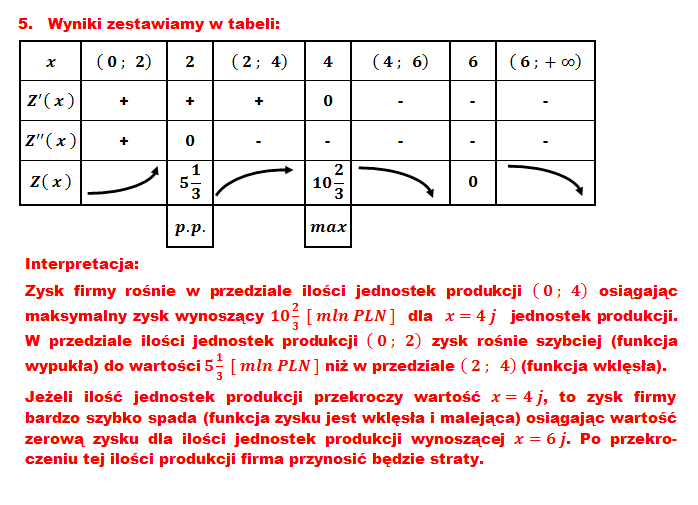 5. Wyniki zestawiamy w tabeli:
x ( 0 ; 2) 2 ( 2 ; 4) 4 ( 4 ; 6) 6 ( 6 ; + ∞)
Z′( x ) + + + 0 - - -
Z″( x ) + 0 - - - - -
Z( x ) 5 1/3 10 2/3 0
p.p. max
Interpretacja:
Zysk firmy rośnie w przedziale ilości jednostek produkcji ( 0 ; 4) osiągając
maksymalny zysk wynoszący 10 2/3 [ mln PLN ] dla x = 4 j jednostek produkcji.
W przedziale ilości jednostek produkcji ( 0 ; 2) zysk rośnie szybciej (funkcja
wypukła) do wartości 5 1/3 [ mln PLN ] niż w przedziale ( 2 ; 4) (funkcja wklęsła).
Jeżeli ilość jednostek produkcji przekroczy wartość x = 4 j, to zysk firmy
bardzo szybko spada (funkcja zysku jest wklęsła i malejąca) osiągając wartość
zerową zysku dla ilości jednostek produkcji wynoszącej x = 6 j. Po przekro-
czeniu tej ilości produkcji firma przynosić będzie straty.